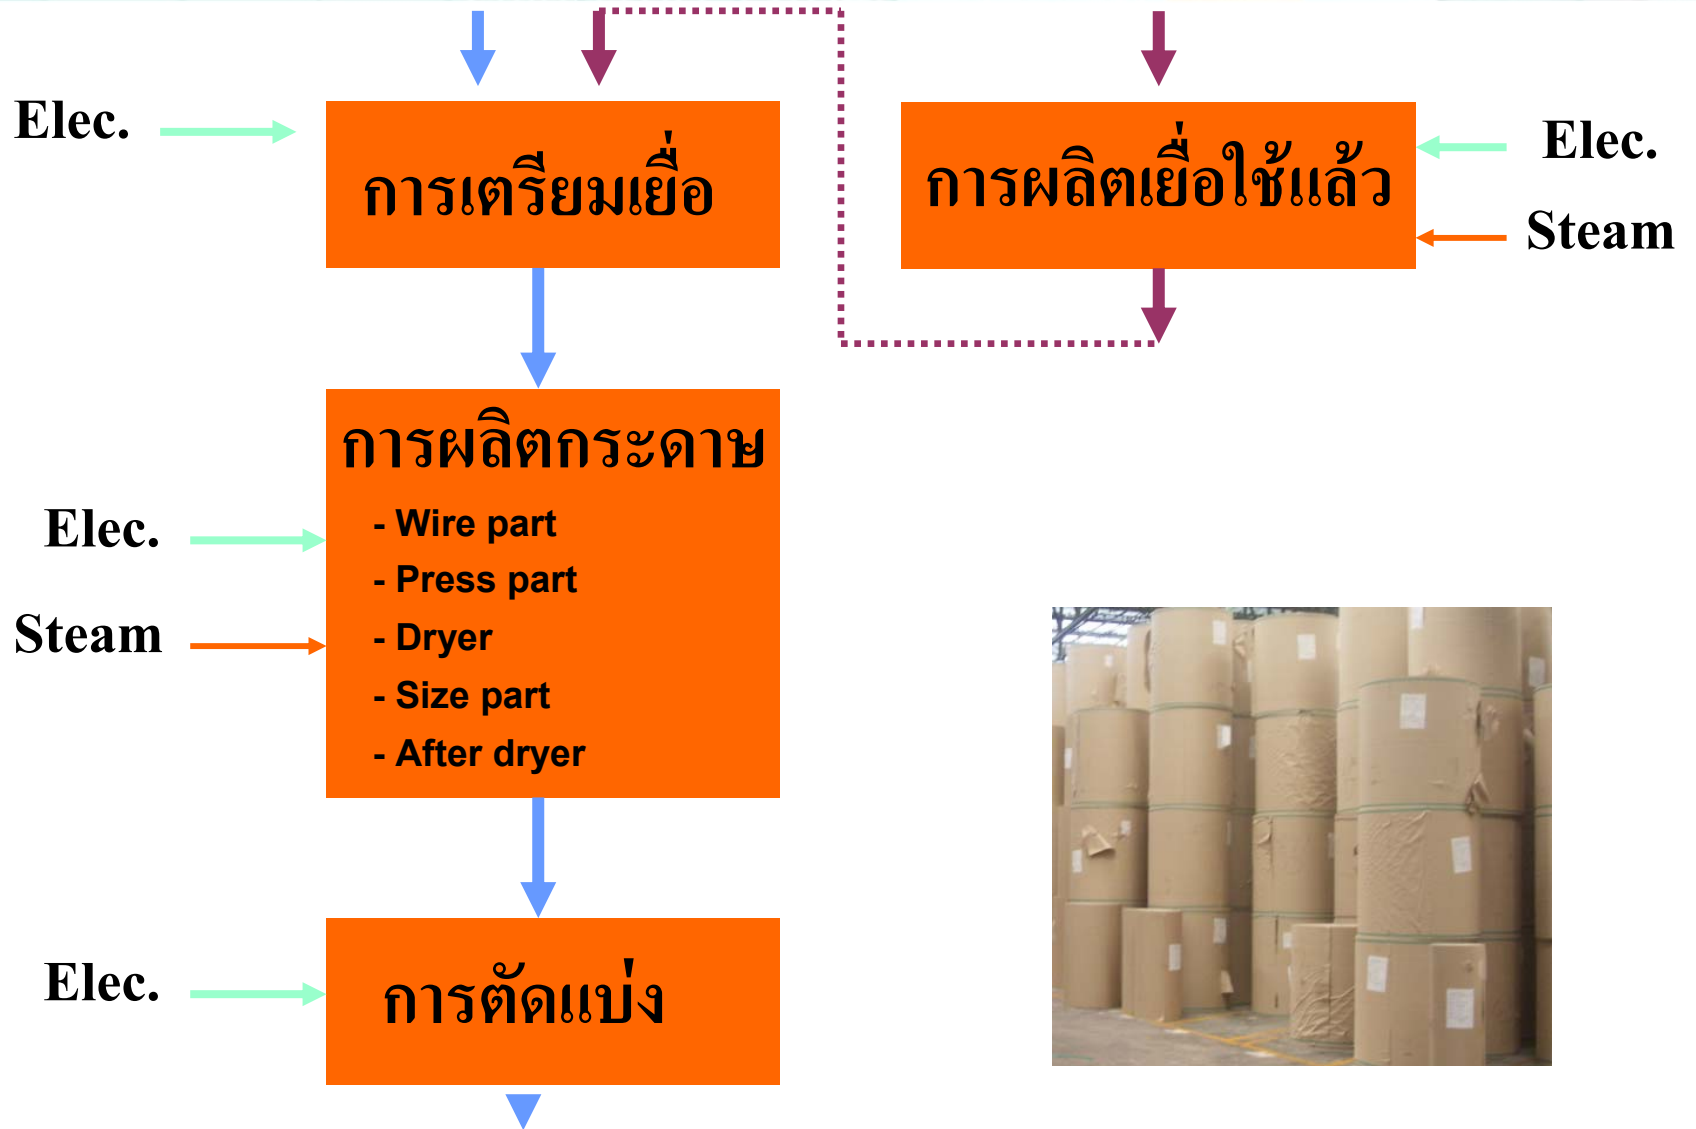 Elec.
การเตรียมเยื่อ
การผลิตเยื่อใช้แล้ว
Elec.
Steam
การผลิตกระดาษ
- Wire part
- Press part
- Dryer
- Size part
- After dryer
Elec.
Steam
Elec.
การตัดแบ่ง